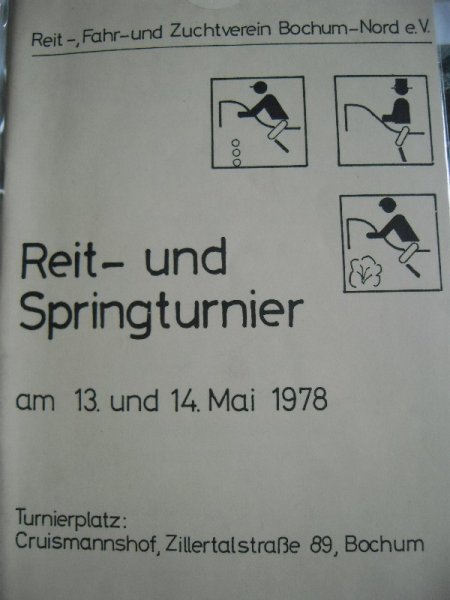 Reit-, Fahr-und Zuchtverein Bochum-Nord e.V.
Reit- und
Springturnier
am 13. und 14. Mai 1978
Turnierplatz:
Cruismannshof, Zillertalstraße 89, Bochum